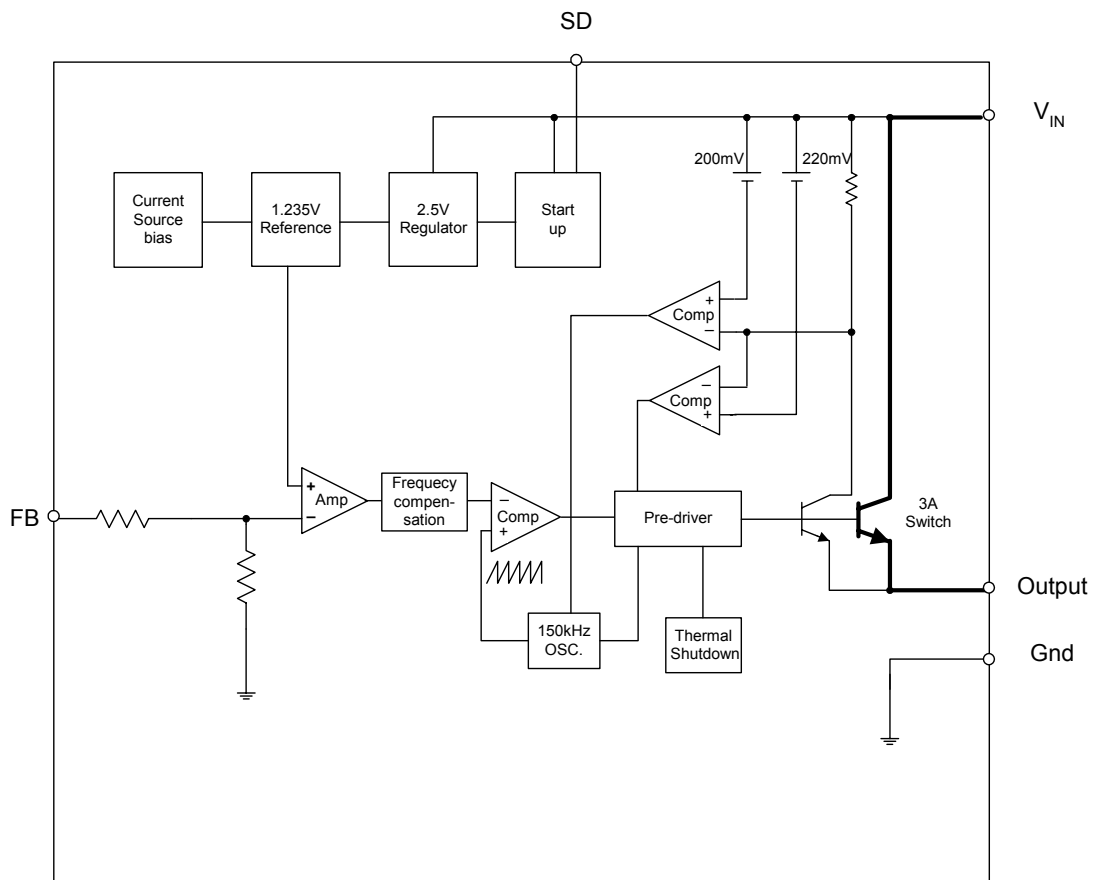 SD
V_IN
200mV
220mV
Current
Source
bias
1.235V
Reference
2.5V
Regulator
Start
up
+
Comp
−
−
Comp
+
FB
+
Amp
−
Frequecy
compen-
sation
−
Comp
+
Pre-driver
3A
Switch
Output
150kHz
OSC.
Thermal
Shutdown
Gnd